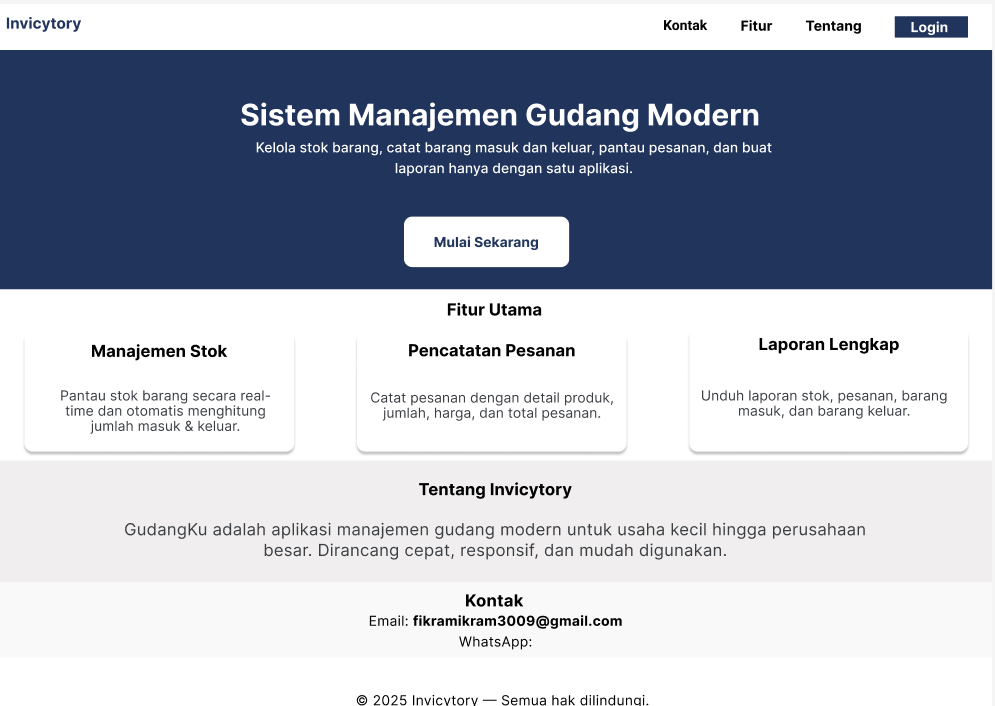 Invicytory
Kontak
Fitur
Tentang
Login
Sistem Manajemen Gudang Modern
Kelola stok barang, catat barang masuk dan keluar, pantau pesanan, dan buat
laporan hanya dengan satu aplikasi.
Mulai Sekarang
Fitur Utama
Manajemen Stok
Pantau stok barang secara real-
time dan otomatis menghitung
jumlah masuk & keluar.
Pencatatan Pesanan
Catat pesanan dengan detail produk,
jumlah, harga, dan total pesanan.
Laporan Lengkap
Unduh laporan stok, pesanan, barang
masuk, dan barang keluar.
Tentang Invicytory
GudangKu adalah aplikasi manajemen gudang modern untuk usaha kecil hingga perusahaan
besar. Dirancang cepat, responsif, dan mudah digunakan.
Kontak
Email: fikramikram3009@gmail.com
WhatsApp:
© 2025 Invicytory — Semua hak dilindungi.